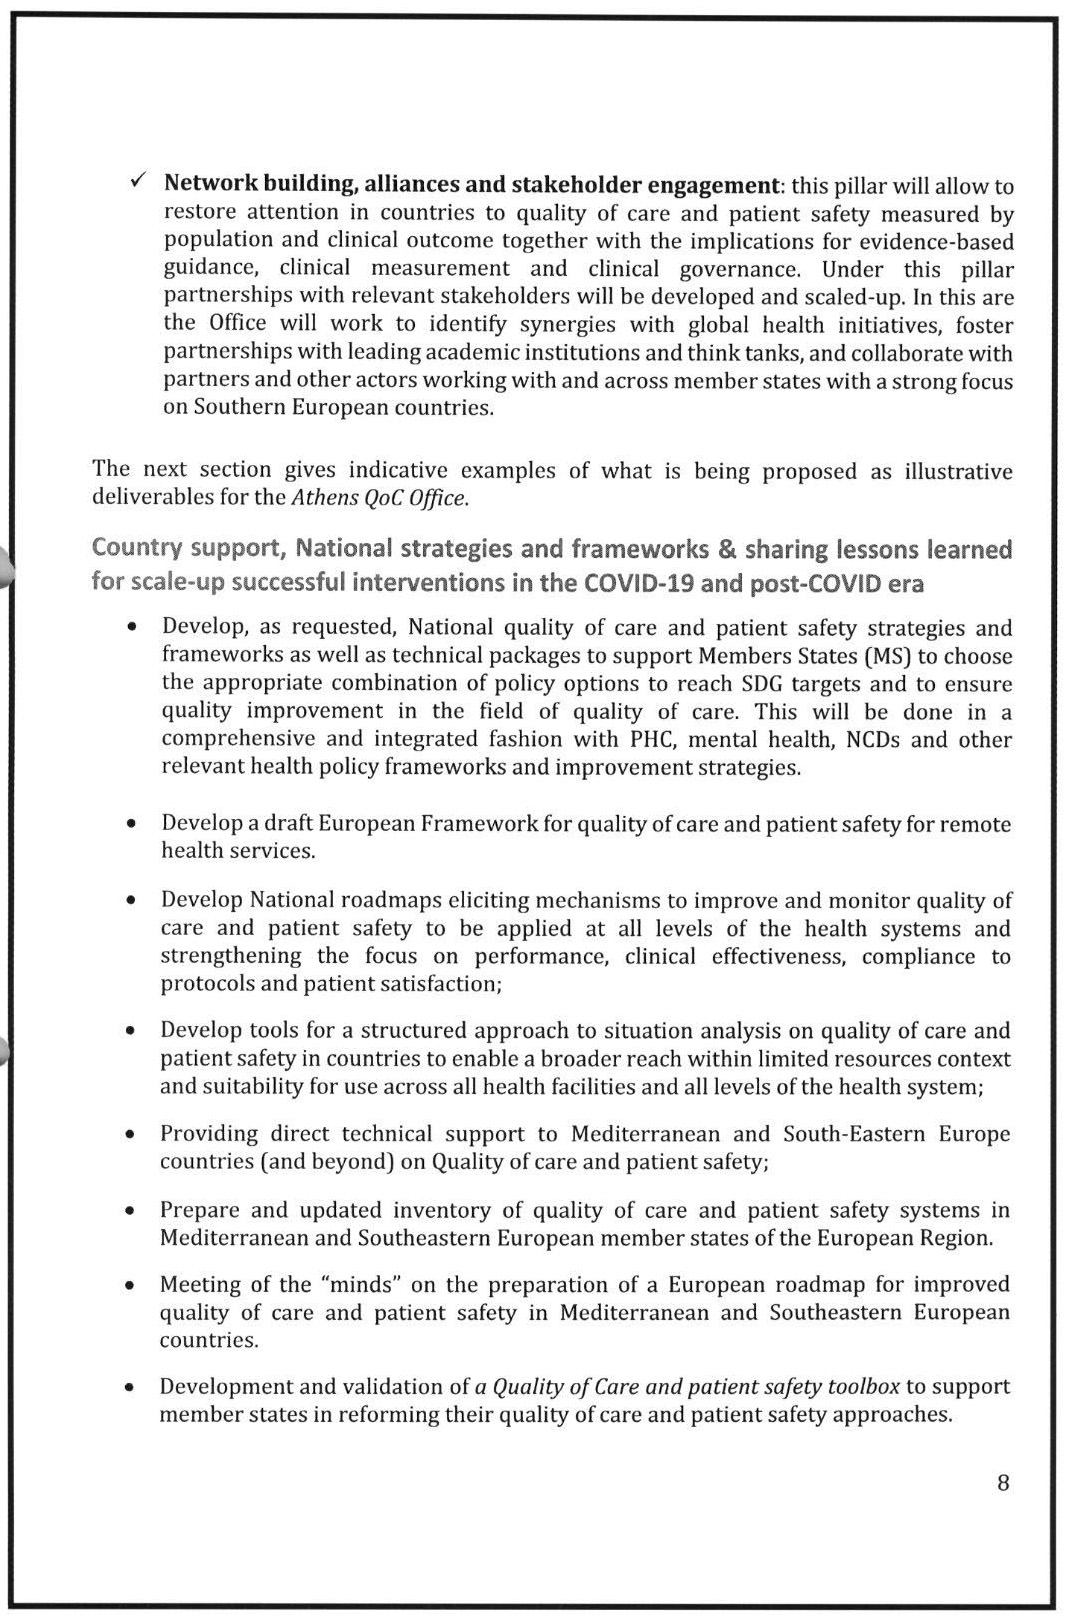 ✓ Network building, alliances and stakeholder engagement: this pillar will allow to
restore attention in countries to quality of care and patient safety measured by
population and clinical outcome together with the implications for evidence-based
guidance, clinical measurement and clinical governance. Under this pillar
partnerships with relevant stakeholders will be developed and scaled-up. In this are
the Office will work to identify synergies with global health initiatives, foster
partnerships with leading academic institutions and think tanks, and collaborate with
partners and other actors working with and across member states with a strong focus
on Southern European countries.
The next section gives indicative examples of what is being proposed as illustrative
deliverables for the Athens QoC Office.
Country support, National strategies and frameworks & sharing lessons learned
for scale-up successful interventions in the COVID-19 and post-COVID era
• Develop, as requested, National quality of care and patient safety strategies and
frameworks as well as technical packages to support Members States (MS) to choose
the appropriate combination of policy options to reach SDG targets and to ensure
quality improvement in the field of quality of care. This will be done in a
comprehensive and integrated fashion with PHC, mental health, NCDs and other
relevant health policy frameworks and improvement strategies.
• Develop a draft European Framework for quality of care and patient safety for remote
health services.
• Develop National roadmaps eliciting mechanisms to improve and monitor quality of
care and patient safety to be applied at all levels of the health systems and
strengthening the focus on performance, clinical effectiveness, compliance to
protocols and patient satisfaction;
• Develop tools for a structured approach to situation analysis on quality of care and
patient safety in countries to enable a broader reach within limited resources context
and suitability for use across all health facilities and all levels of the health system;
• Providing direct technical support to Mediterranean and South-Eastern Europe
countries (and beyond) on Quality of care and patient safety;
• Prepare and updated inventory of quality of care and patient safety systems in
Mediterranean and Southeastern European member states of the European Region.
• Meeting of the “minds” on the preparation of a European roadmap for improved
quality of care and patient safety in Mediterranean and Southeastern European
countries.
• Development and validation of a Quality of Care and patient safety toolbox to support
member states in reforming their quality of care and patient safety approaches.
8